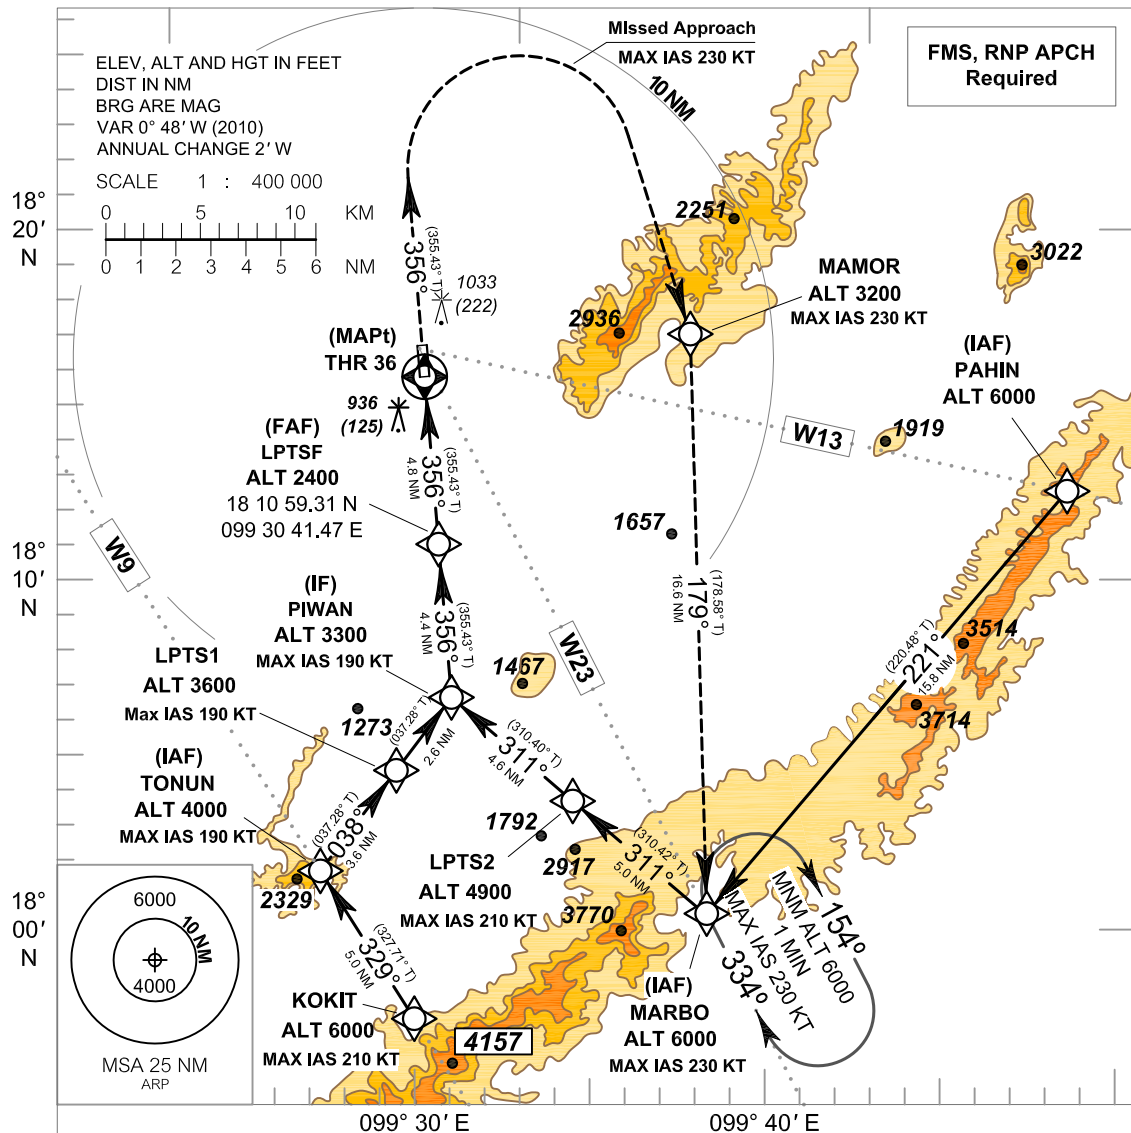 ELEV, ALT AND HGT IN FEET
DIST IN NM
BRG ARE MAG
VAR 0° 48' W (2010)
ANNUAL CHANGE 2' W
SCALE 1 : 400 000
0 5 10 KM
0 1 2 3 4 5 6 NM
MIssed Approach
MAX IAS 230 KT
10 NM
FMS, RNP APCH
Required
18°
20'
N
2251
3022
MAMOR
ALT 3200
MAX IAS 230 KT
2936
356°
(355.43° T)
1033
(222)
(MAPt)
THR 36
936
(125)
(IAF)
PAHIN
ALT 6000
W13
1919
(FAF)
LPTSF
ALT 2400
18 10 59.31 N
099 30 41.47 E
356°
(355.43° T)
4.8 NM
1657
W9
18°
10'
N
(IF)
PIWAN
ALT 3300
MAX IAS 190 KT
356°
(355.43° T)
4.4 NM
179°
(178.58° T)
16.6 NM
W23
3514
(220.48° T)
221°
15.8 NM
3714
LPTS1
ALT 3600
Max IAS 190 KT
1467
1273
(037.28° T)
2.6 NM
(310.40° T)
311°
4.6 NM
(IAF)
TONUN
ALT 4000
MAX IAS 190 KT
(037.28° T)
038°
3.6 NM
1792
2917
LPTS2
ALT 4900
MAX IAS 210 KT
(310.42° T)
311°
5.0 NM
2329
18°
00'
N
3770
(327.71° T)
329°
5.0 NM
154°
MNM ALT 6000
1 MIN
MAX IAS 230 KT
334°
(IAF)
MARBO
ALT 6000
MAX IAS 230 KT
KOKIT
ALT 6000
MAX IAS 210 KT
4157
6000
10 NM
4000
MSA 25 NM
ARP
099° 30' E
099° 40' E